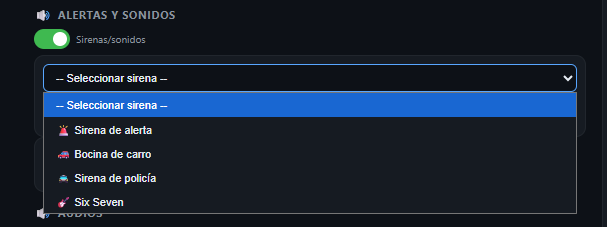 ALERTAS Y SONIDOS
Sirenas/sonidos
-- Seleccionar sirena --
-- Seleccionar sirena --
Sirena de alerta
Bocina de carro
Sirena de policía
Six Seven
AUDIOS